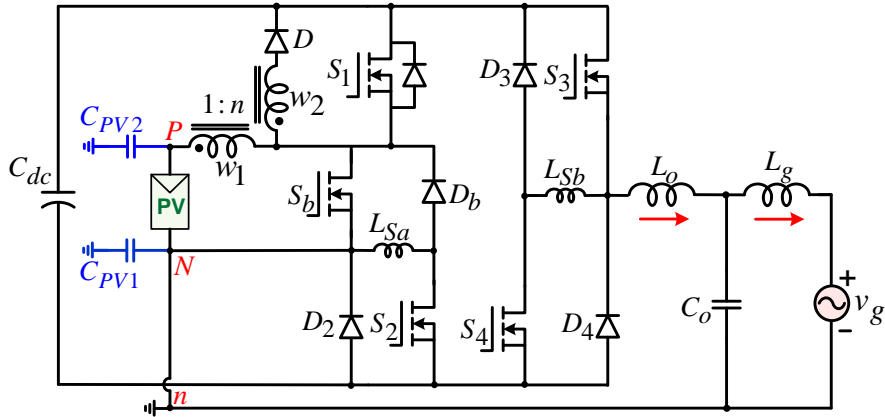 D
S1
D3
S3
1:n
w2
CPV2
P
w1
Cdc
PV
Sb
Db
LSa
LSb
Lo
Lg
CPV1
N
D2
S2
S4
D4
Co
+
vg
−
n